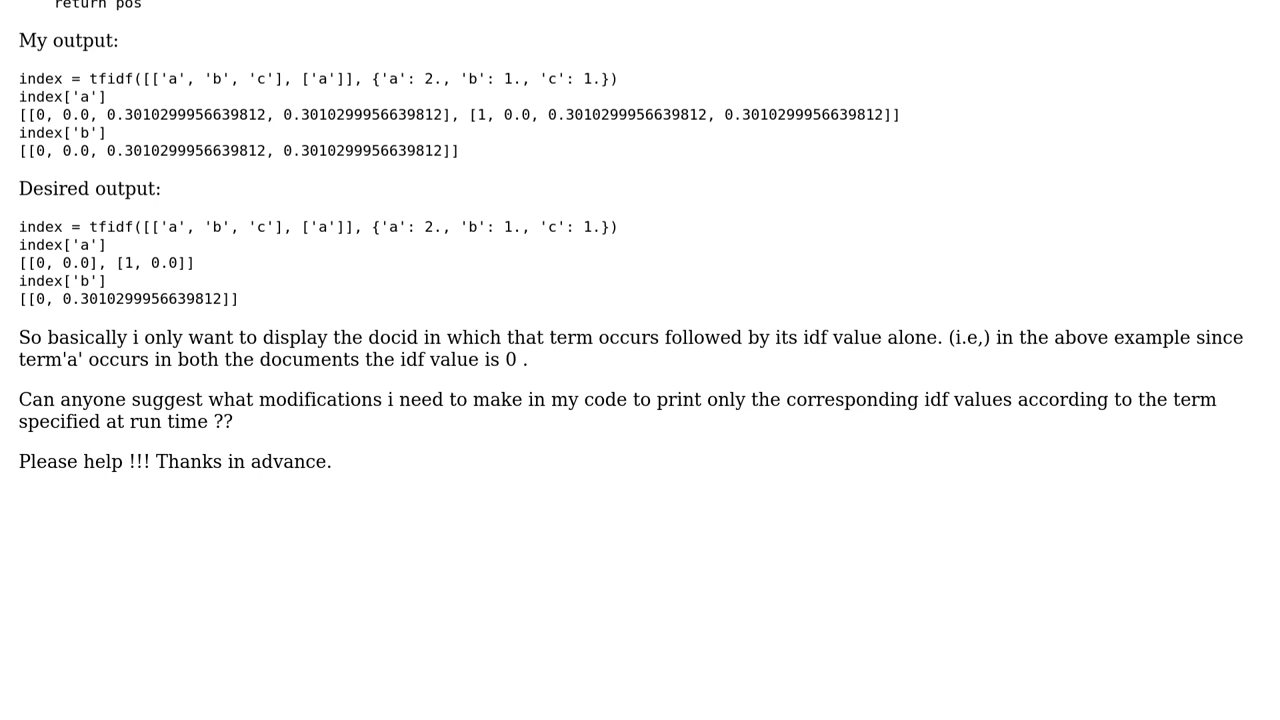 return pos
My output:
index = tfidf([['a', 'b', 'c'], ['a']], {'a': 2., 'b': 1., 'c': 1.})
index['a']
[[0, 0.0, 0.3010299956639812, 0.3010299956639812], [1, 0.0, 0.3010299956639812, 0.3010299956639812]]
index['b']
[[0, 0.0, 0.3010299956639812, 0.3010299956639812]]
Desired output:
index = tfidf([['a', 'b', 'c'], ['a']], {'a': 2., 'b': 1., 'c': 1.})
index['a']
[[0, 0.0], [1, 0.0]]
index['b']
[[0, 0.3010299956639812]]
So basically i only want to display the docid in which that term occurs followed by its idf value alone. (i.e,) in the above example since
term'a' occurs in both the documents the idf value is 0 .
Can anyone suggest what modifications i need to make in my code to print only the corresponding idf values according to the term
specified at run time ??
Please help !!! Thanks in advance.